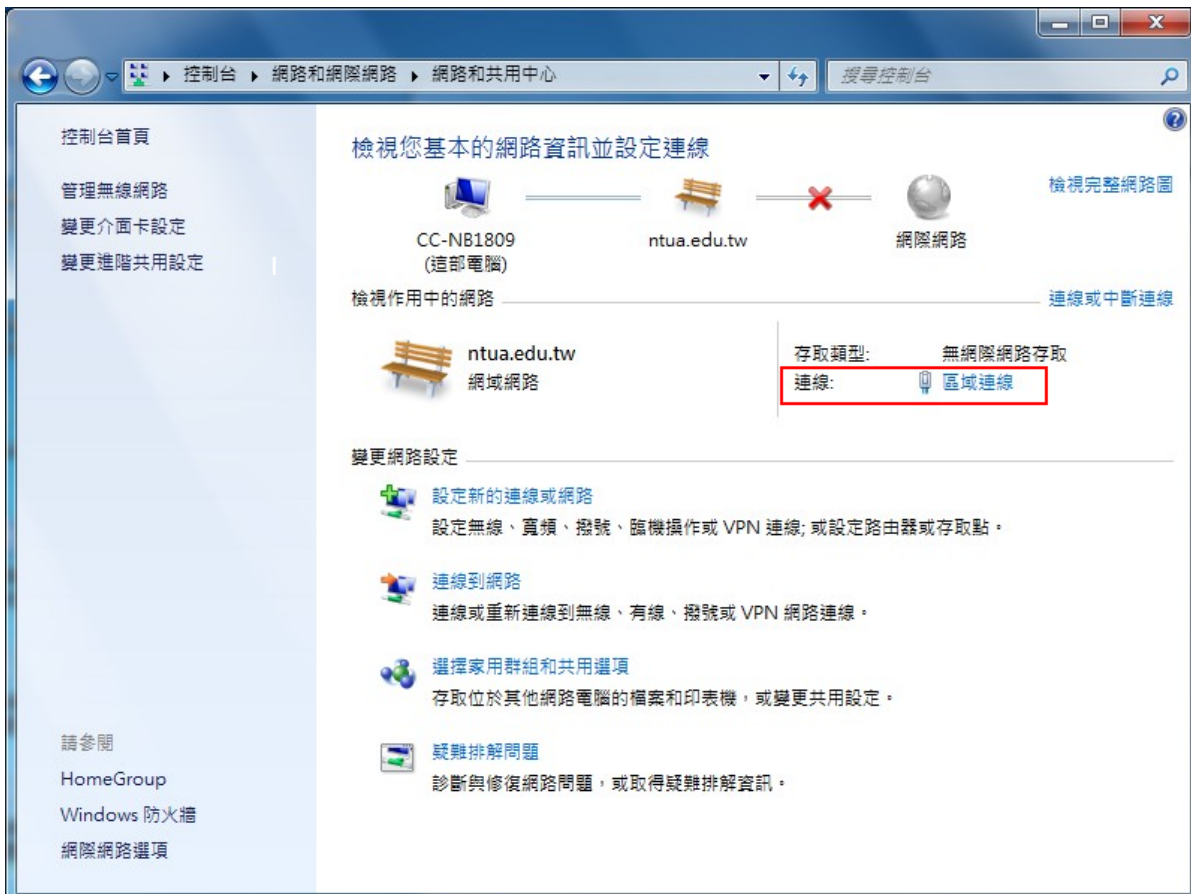 控制台 ▸ 網路和網際網路 ▸ 網路和共用中心
搜尋控制台
控制台首頁
管理無線網路
變更介面卡設定
變更進階共用設定
請參閱
HomeGroup
Windows 防火牆
網際網路選項
檢視您基本的網路資訊並設定連線
檢視完整網路圖
CC-NB1809
(這部電腦)
ntua.edu.tw
網際網路
檢視作用中的網路
連線或中斷連線
ntua.edu.tw
網域網路
存取類型: 無網際網路存取
連線: 區域連線
變更網路設定
設定新的連線或網路
設定無線、寬頻、撥號、臨機操作或 VPN 連線; 或設定路由器或存取點。
連線到網路
連線或重新連線到無線、有線、撥號或 VPN 網路連線。
選擇家用群組和共用選項
存取位於其他網路電腦的檔案和印表機，或變更共用設定。
疑難排解問題
診斷與修復網路問題，或取得疑難排解資訊。